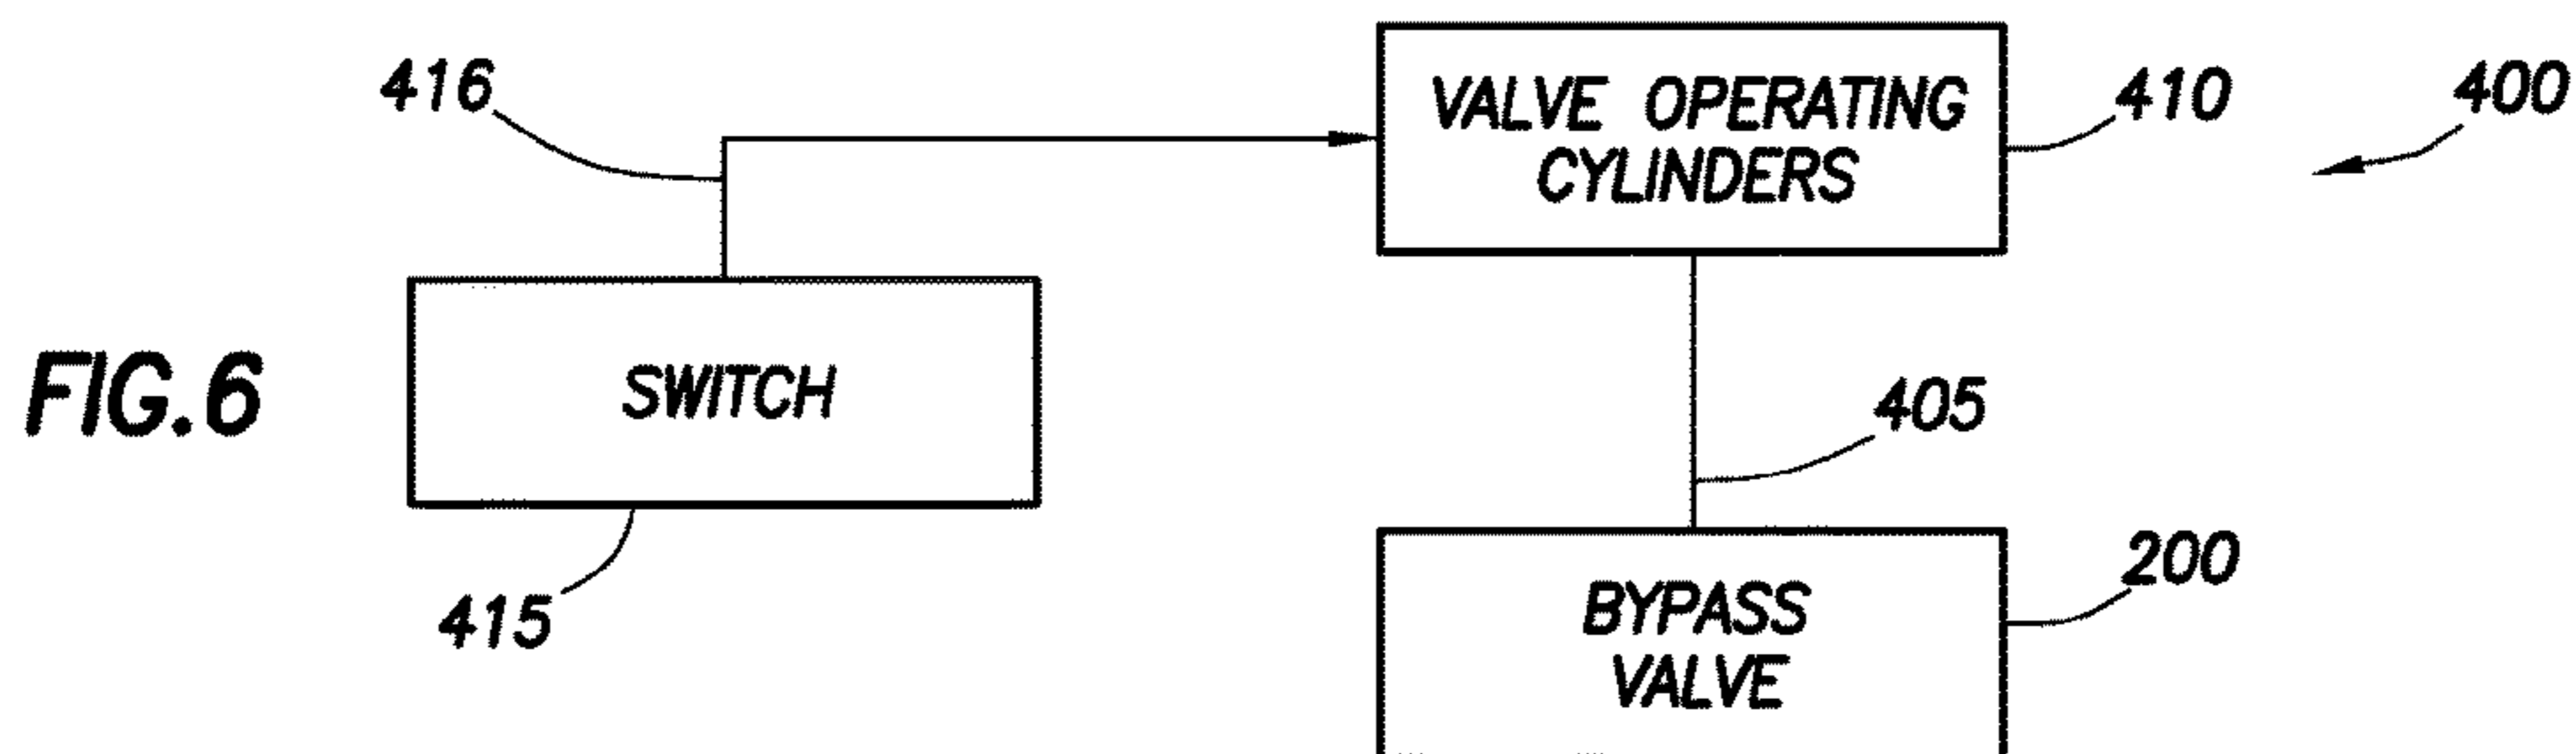 416
VALVE OPERATING
CYLINDERS
410
400
SWITCH
FIG.6
405
415
BYPASS
VALVE
200